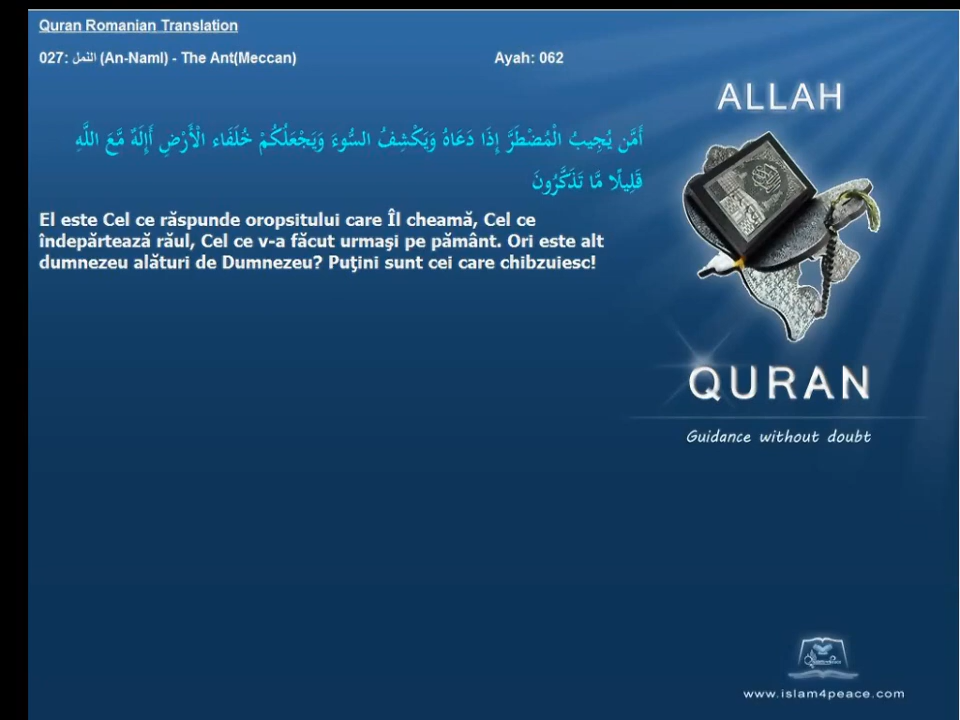 Quran Romanian Translation
027: النمل (An-Naml) - The Ant(Meccan) Ayah: 062
ALLAH
أَمَّن يُجِيبُ الْمُضْطَرَّ إِذَا دَعَاهُ وَيَكْشِفُ السُّوءَ وَيَجْعَلُكُمْ خُلَفَاء الْأَرْضِ أَإِلَهٌ مَّعَ اللَّهِ
قَلِيلًا مَّا تَذَكَّرُونَ
El este Cel ce răspunde oropsitului care Îl cheamă, Cel ce
îndepărtează răul, Cel ce v-a făcut urmaşi pe pământ. Ori este alt
dumnezeu alături de Dumnezeu? Puţini sunt cei care chibzuiesc!
QURAN
Guidance without doubt
www.islam4peace.com